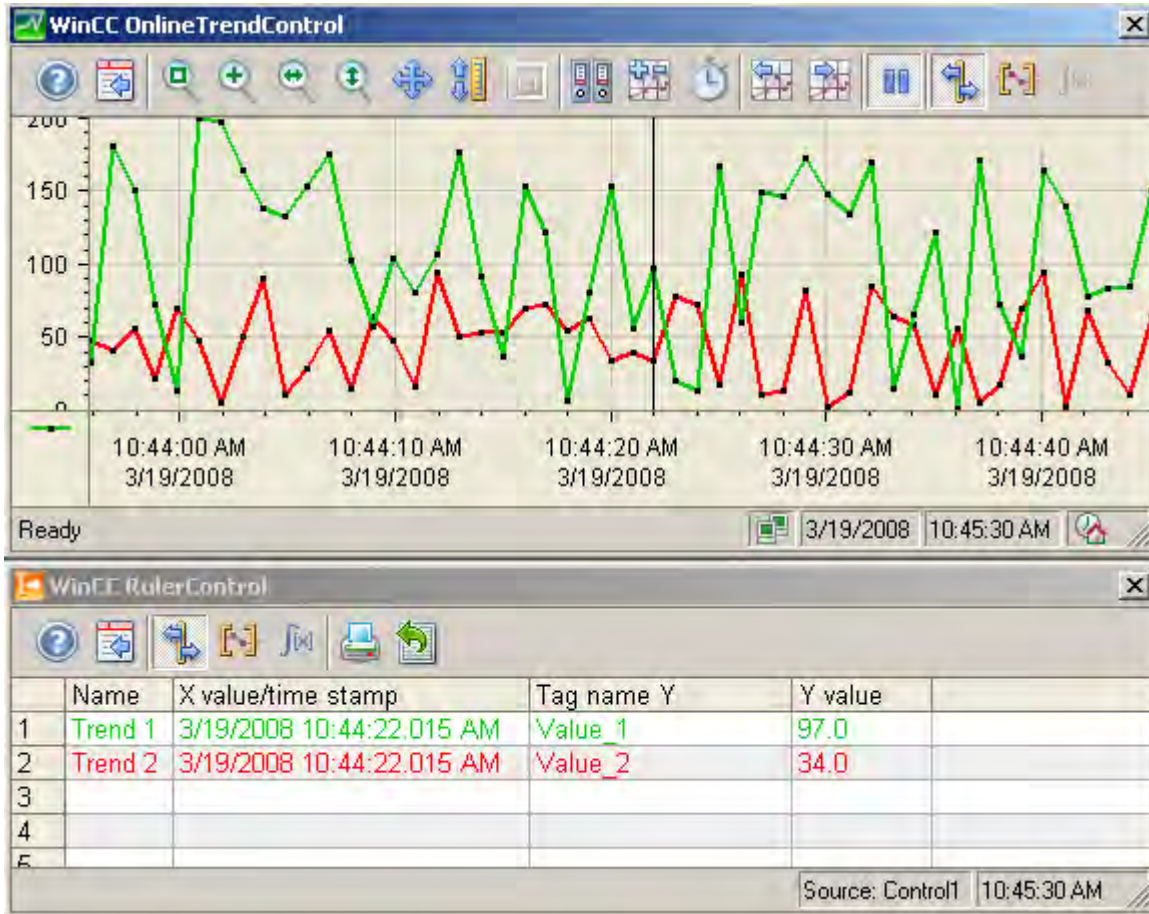 WinCC OnlineTrendControl
200
150
100
50
0
10:44:00 AM 10:44:10 AM 10:44:20 AM 10:44:30 AM 10:44:40 AM
3/19/2008 3/19/2008 3/19/2008 3/19/2008 3/19/2008
Ready 3/19/2008 10:45:30 AM
WinCC RulerControl
Name X value/time stamp Tag name Y Y value
1 Trend 1 3/19/2008 10:44:22.015 AM Value_1 97.0
2 Trend 2 3/19/2008 10:44:22.015 AM Value_2 34.0
3
4
5
Source: Control1 10:45:30 AM